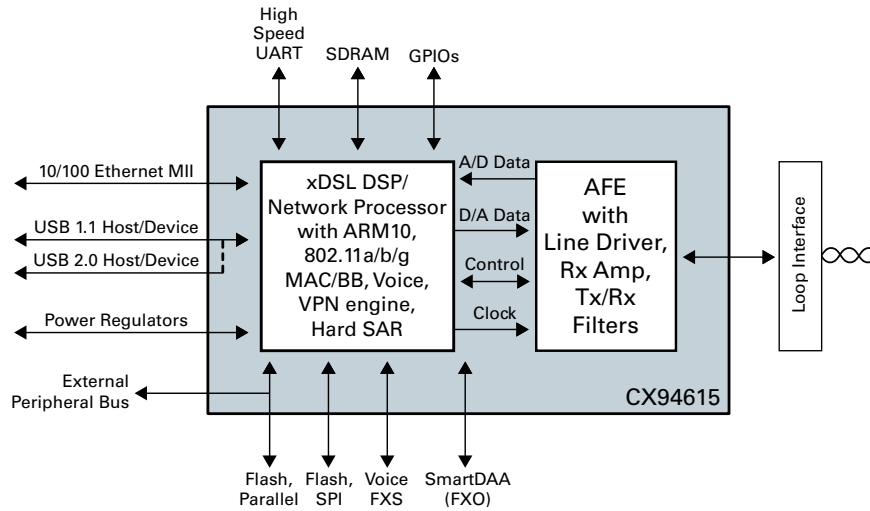 High
Speed
UART
SDRAM
GPIOs
10/100 Ethernet MII
USB 1.1 Host/Device
USB 2.0 Host/Device
Power Regulators
External
Peripheral Bus
xDSL DSP/
Network Processor
with ARM10,
802.11a/b/g
MAC/BB, Voice,
VPN engine,
Hard SAR
A/D Data
D/A Data
Control
Clock
AFE
with
Line Driver,
Rx Amp,
Tx/Rx
Filters
Loop Interface
CX94615
Flash,
Parallel
Flash,
SPI
Voice
FXS
SmartDAA
(FXO)